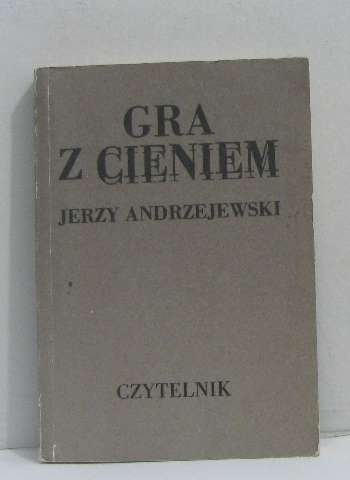 GRA
Z CIENIEM
JERZY ANDRZEJEWSKI
CZYTELNIK